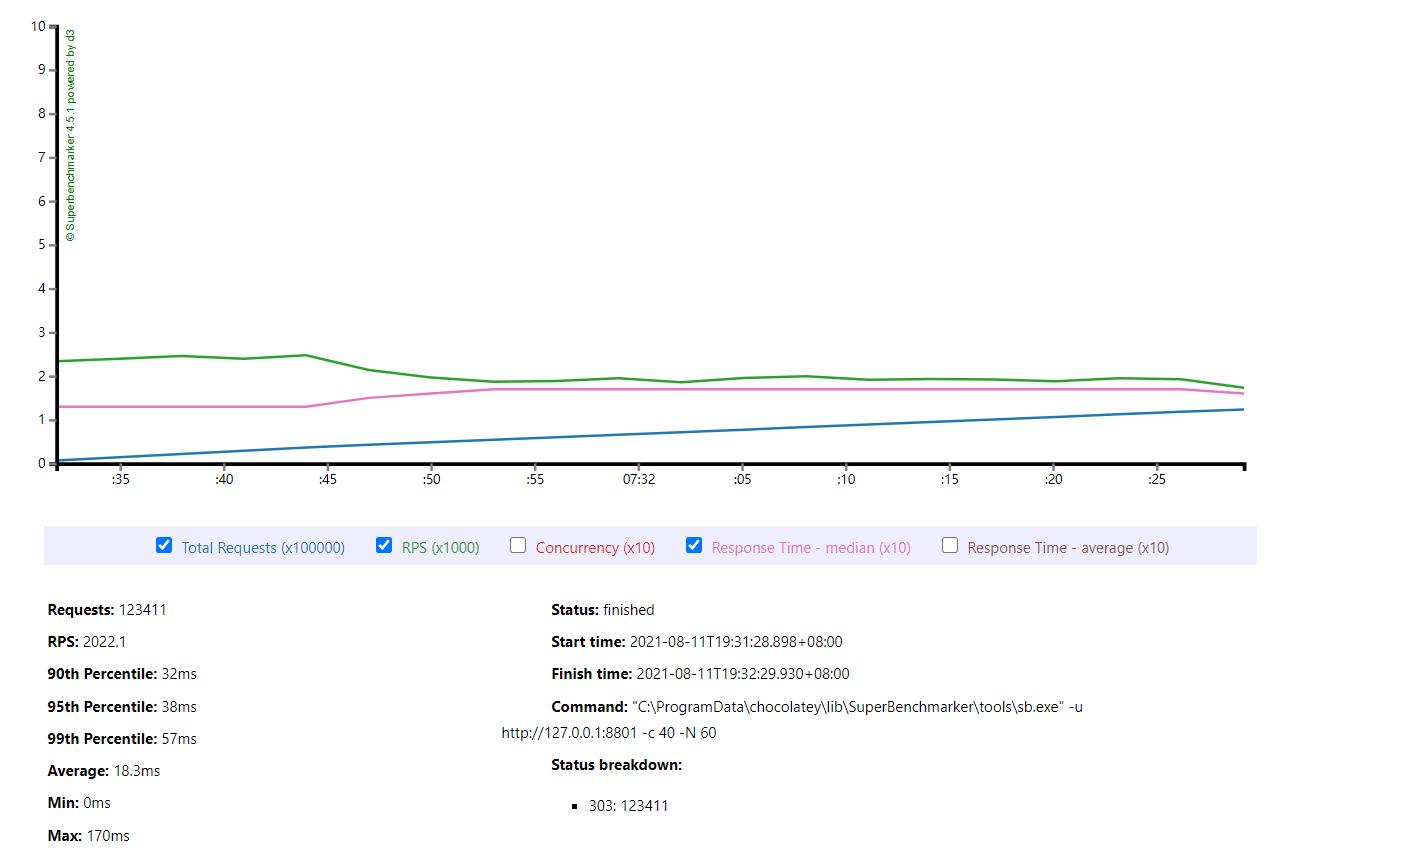 10
9
8
7
6
5
4
3
2
1
0
© Superbenchmarker 4.5.1 powered by d3
:35 :40 :45 :50 :55 07:32 :05 :10 :15 :20 :25
Total Requests (x100000) RPS (x1000) Concurrency (x10) Response Time - median (x10) Response Time - average (x10)
Requests: 123411
RPS: 2022.1
90th Percentile: 32ms
95th Percentile: 38ms
99th Percentile: 57ms
Average: 18.3ms
Min: 0ms
Max: 170ms
Status: finished
Start time: 2021-08-11T19:31:28.898+08:00
Finish time: 2021-08-11T19:32:29.930+08:00
Command: "C:\ProgramData\chocolatey\lib\SuperBenchmarker\tools\sb.exe" -u
http://127.0.0.1:8801 -c 40 -N 60
Status breakdown:
303: 123411